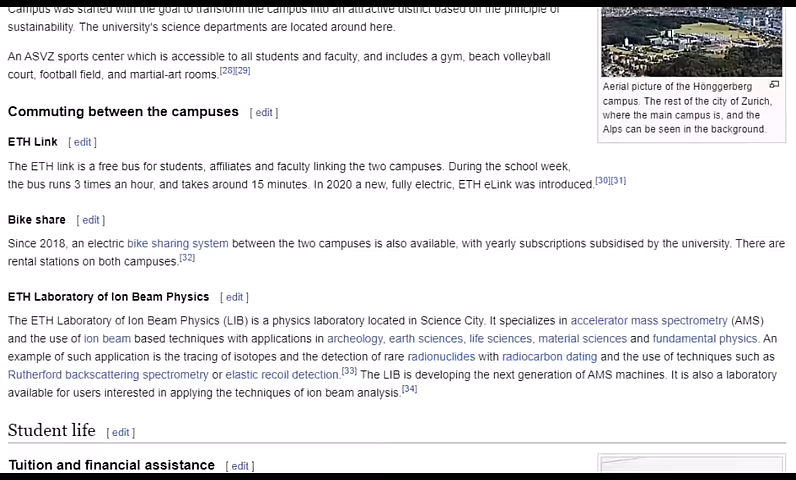 Campus was started with the goal to transform the campus into an attractive district based on the principle of
sustainability. The university's science departments are located around here.
An ASVZ sports center which is accessible to all students and faculty, and includes a gym, beach volleyball
court, football field, and martial-art rooms.[28][29]
Aerial picture of the Hönggerberg
campus. The rest of the city of Zurich,
where the main campus is, and the
Alps can be seen in the background.
Commuting between the campuses [ edit ]
ETH Link [ edit ]
The ETH link is a free bus for students, affiliates and faculty linking the two campuses. During the school week,
the bus runs 3 times an hour, and takes around 15 minutes. In 2020 a new, fully electric, ETH eLink was introduced.[30][31]
Bike share [ edit ]
Since 2018, an electric bike sharing system between the two campuses is also available, with yearly subscriptions subsidised by the university. There are
rental stations on both campuses.[32]
ETH Laboratory of Ion Beam Physics [ edit ]
The ETH Laboratory of Ion Beam Physics (LIB) is a physics laboratory located in Science City. It specializes in accelerator mass spectrometry (AMS)
and the use of ion beam based techniques with applications in archeology, earth sciences, life sciences, material sciences and fundamental physics. An
example of such application is the tracing of isotopes and the detection of rare radionuclides with radiocarbon dating and the use of techniques such as
Rutherford backscattering spectrometry or elastic recoil detection.[33] The LIB is developing the next generation of AMS machines. It is also a laboratory
available for users interested in applying the techniques of ion beam analysis.[34]
Student life [ edit ]
Tuition and financial assistance [ edit ]